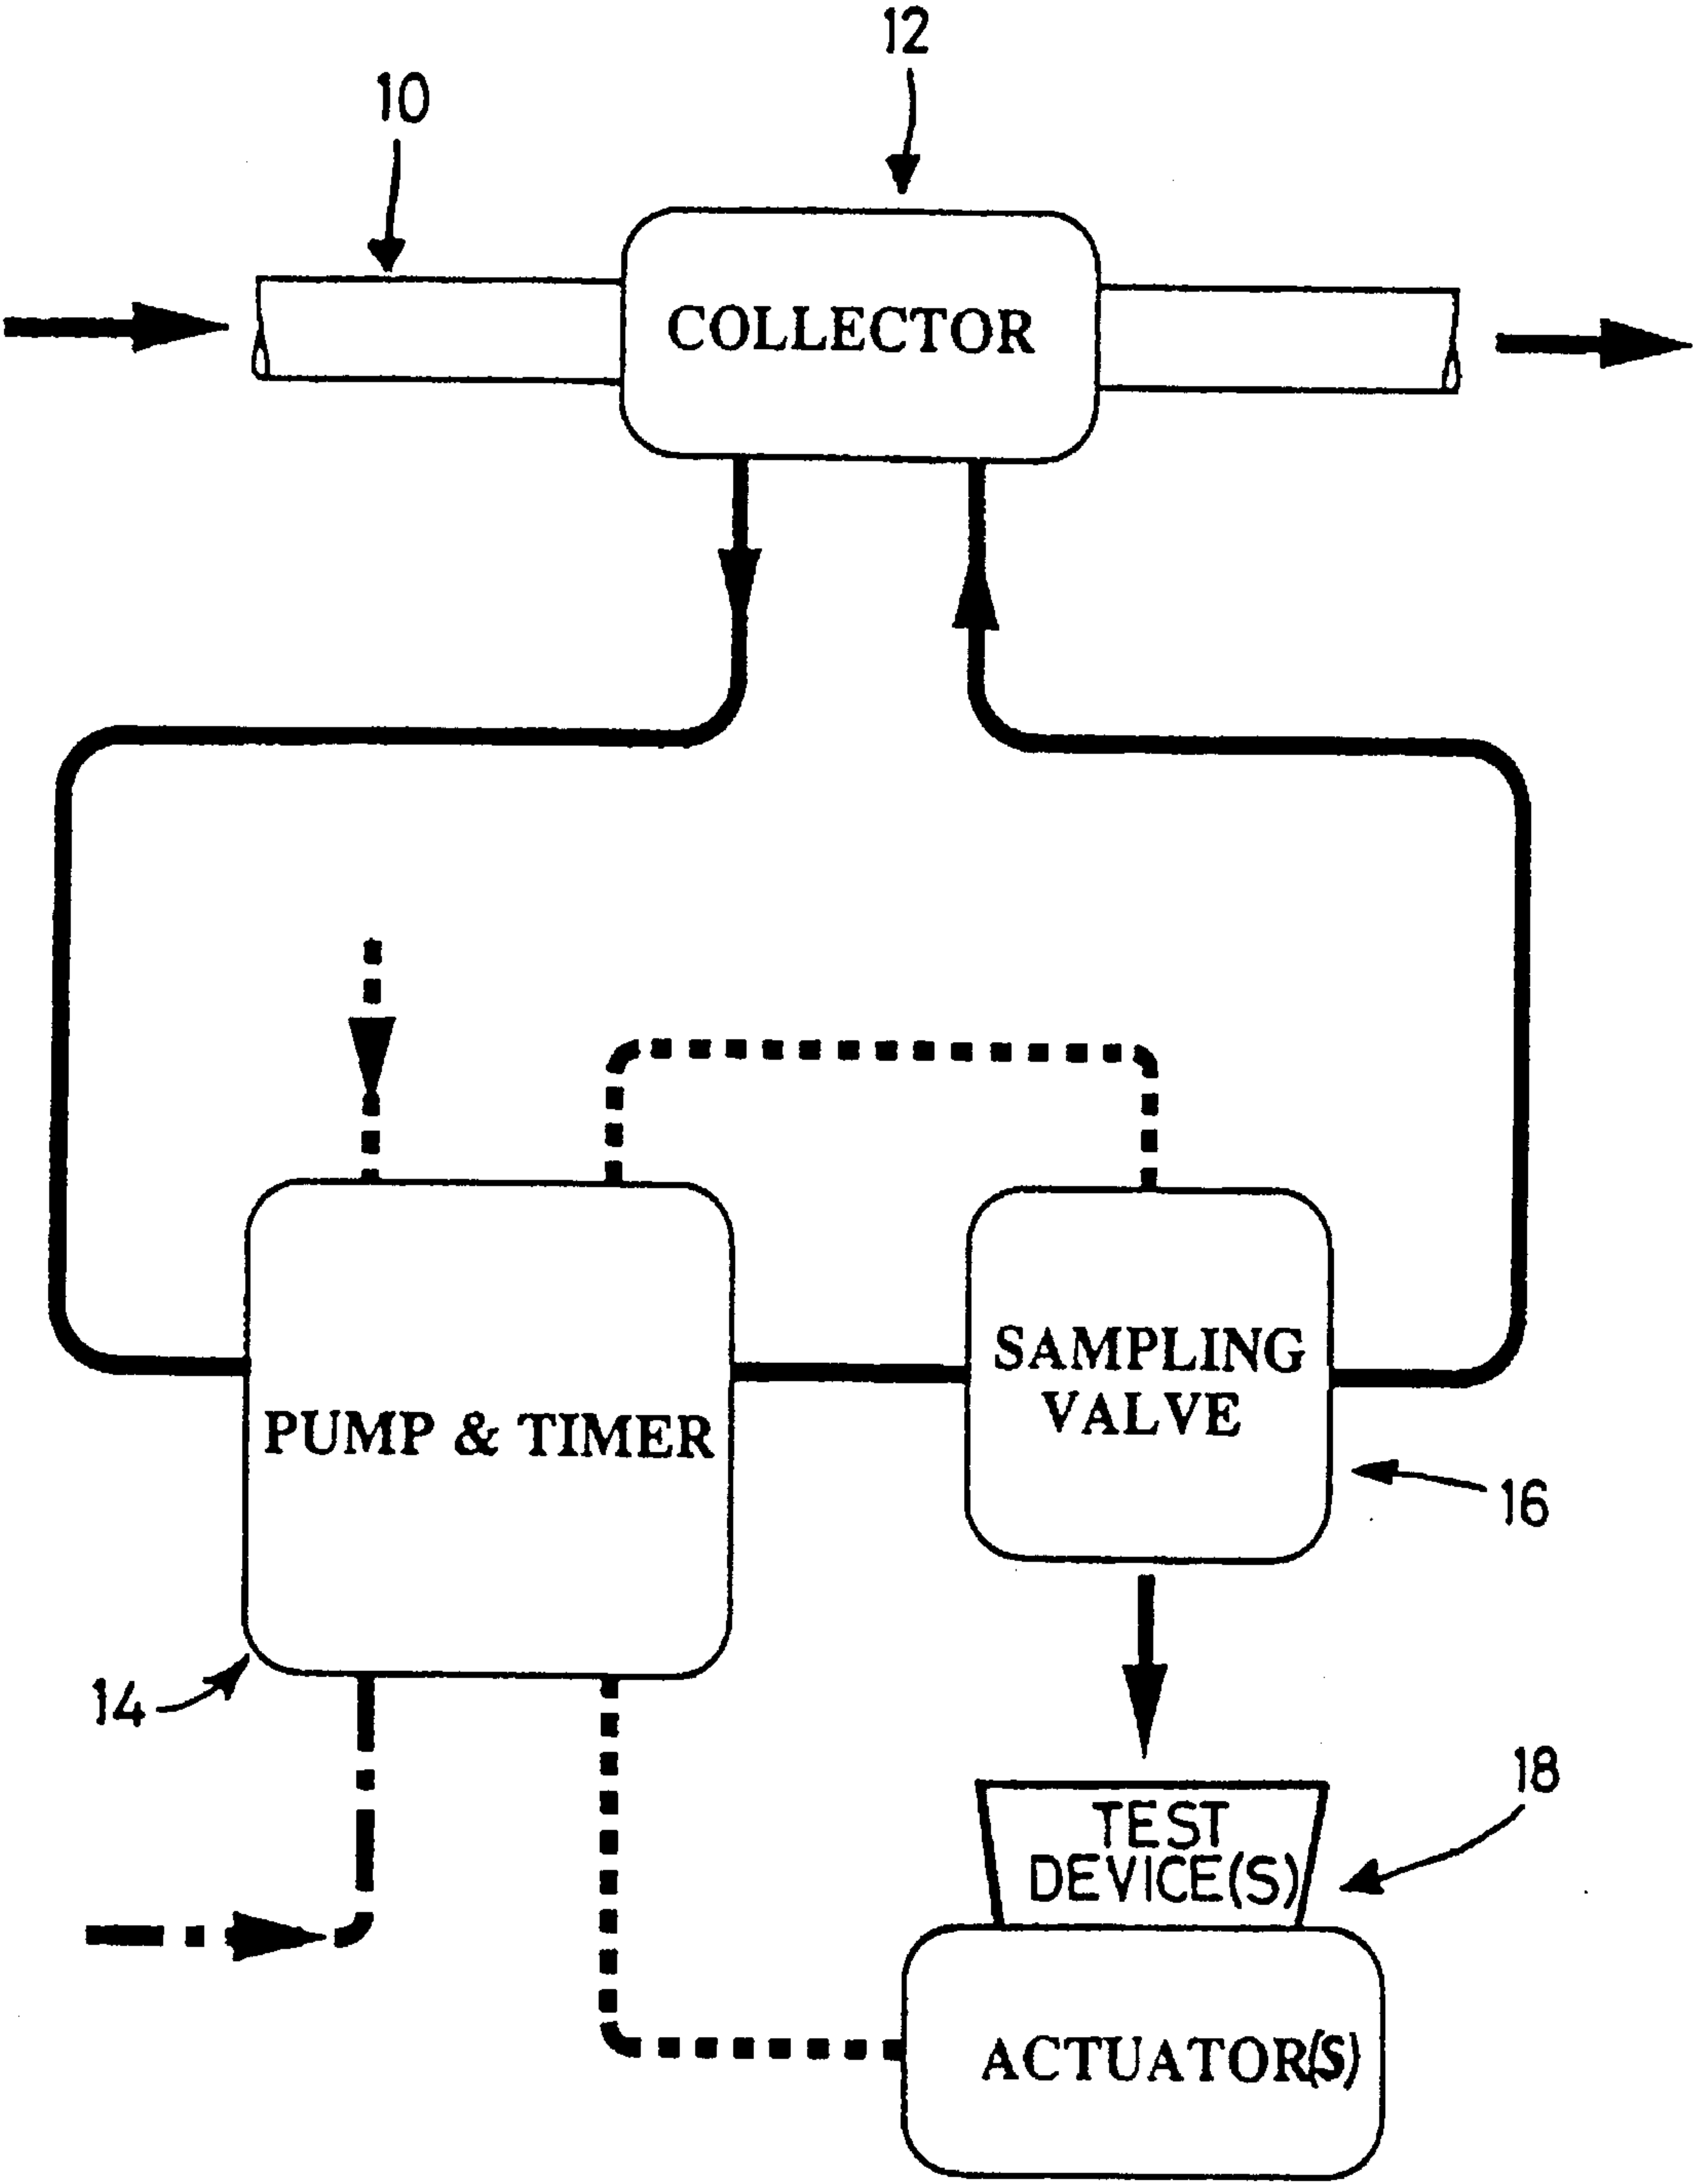 12
10
COLLECTOR
SAMPLING
VALVE
PUMP & TIMER
16
14
18
TEST
DEVICE(S)
ACTUATOR(S)